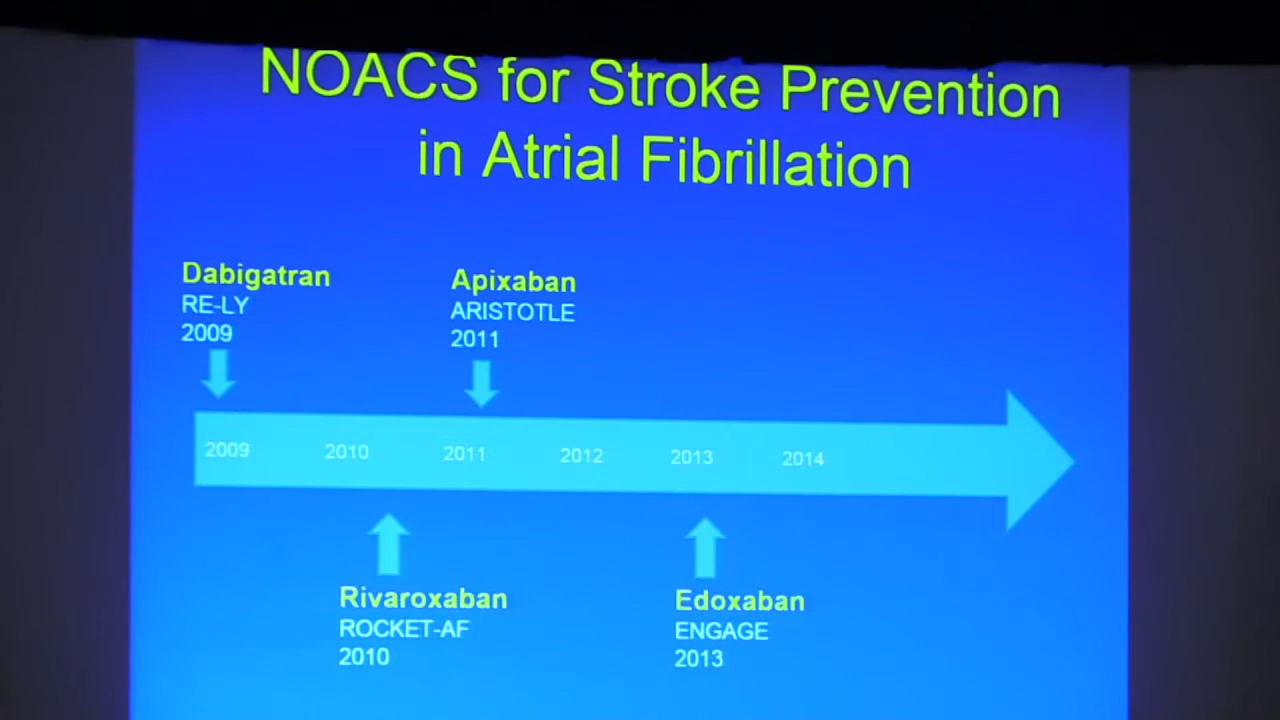 NOACS for Stroke Prevention
in Atrial Fibrillation
Dabigatran
RE-LY
2009
Apixaban
ARISTOTLE
2011
2009 2010 2011 2012 2013 2014
Rivaroxaban
ROCKET-AF
2010
Edoxaban
ENGAGE
2013